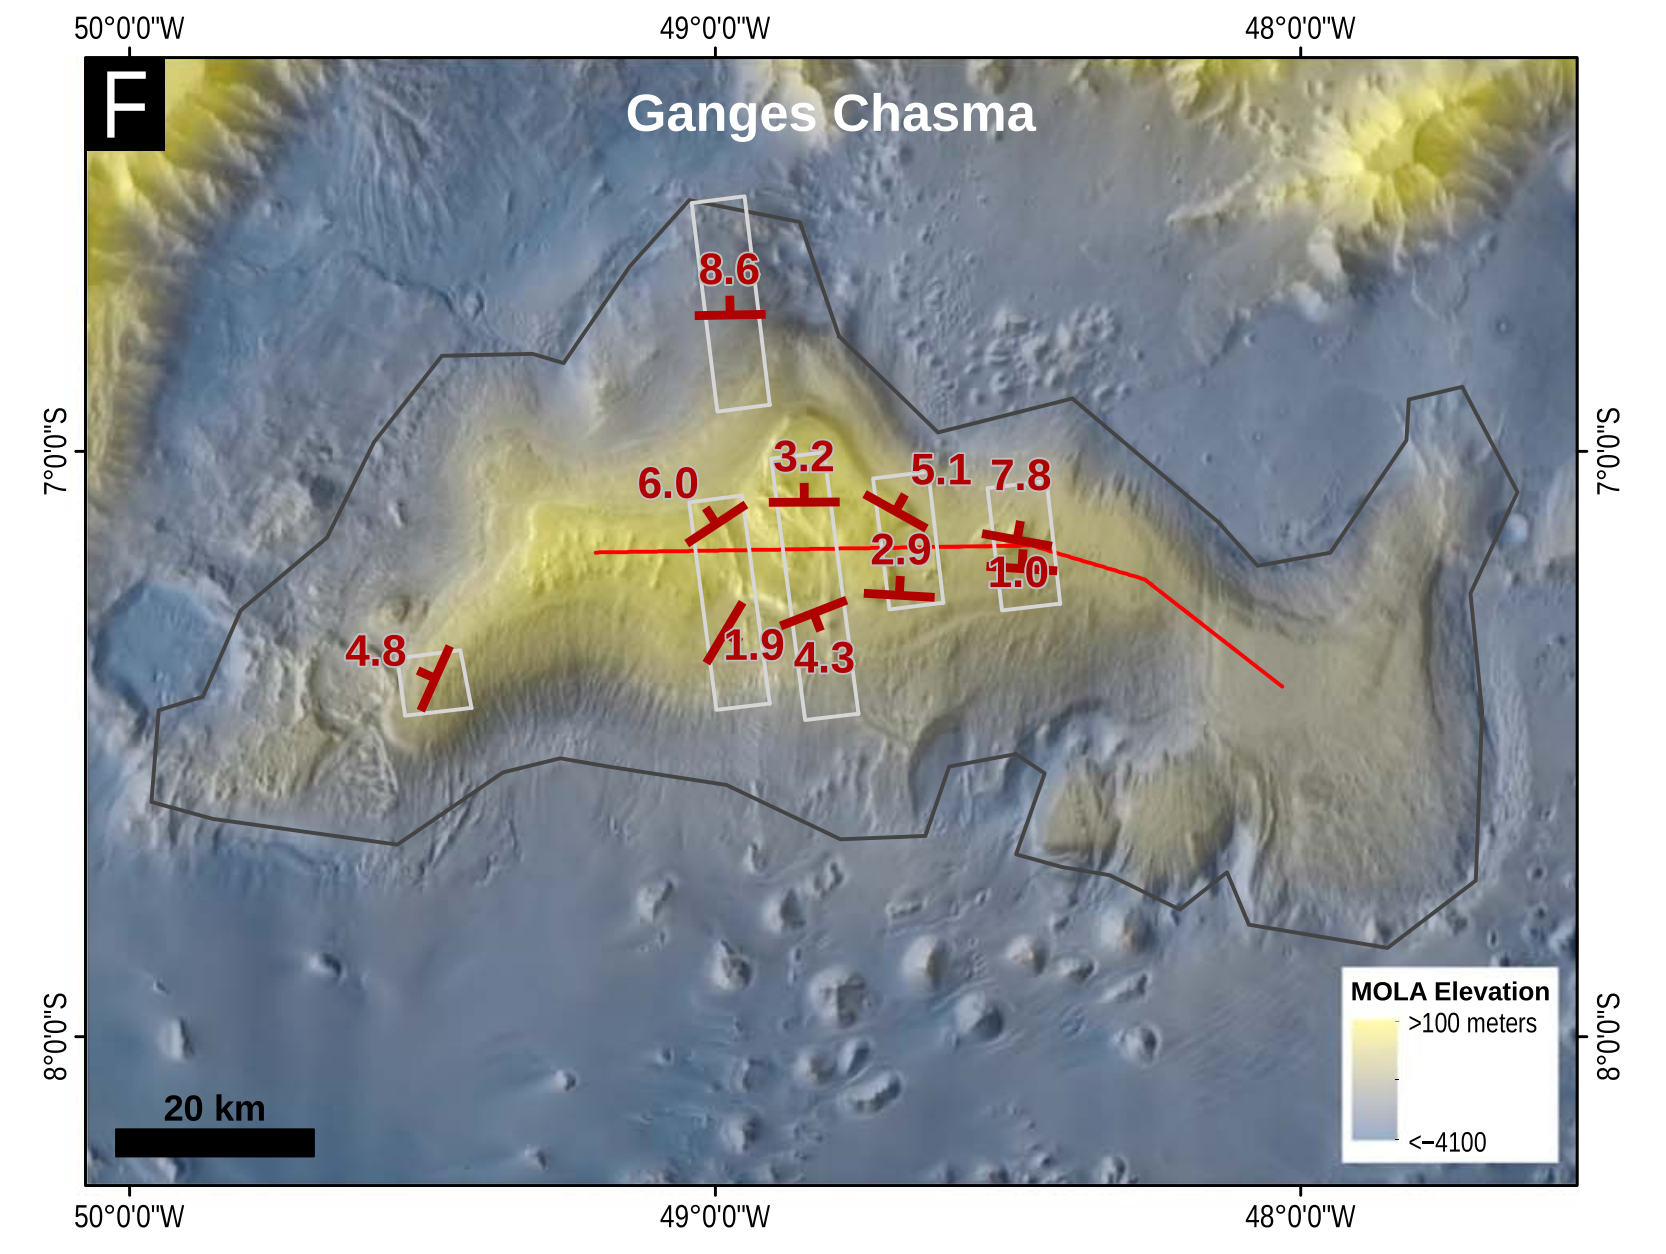 50°0'0"W 49°0'0"W 48°0'0"W
F
Ganges Chasma
8.6
7°0'0"S 7°0'0"S
3.2
6.0 5.1 7.8
2.9
1.0
4.8 1.9 4.3
8°0'0"S 8°0'0"S
MOLA Elevation
>100 meters
<−4100
20 km
50°0'0"W 49°0'0"W 48°0'0"W